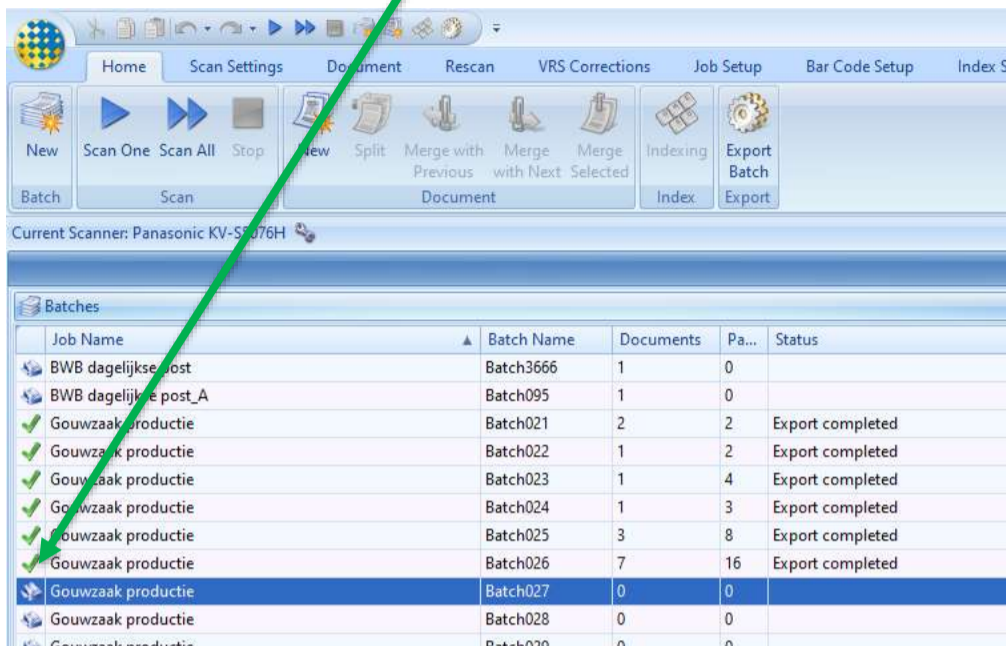 Home Scan Settings Document Rescan VRS Corrections Job Setup Bar Code Setup Index S
New Scan One Scan All Stop New Split Merge with Previous Merge with Next Merge Selected Indexing Export Batch
Batch Scan Document Index Export
Current Scanner: Panasonic KV-S5076H
Batches
Job Name Batch Name Documents Pa... Status
BWB dagelijkse post Batch3666 1 0
BWB dagelijkse post_A Batch095 1 0
Gouwzaak productie Batch021 2 2 Export completed
Gouwzaak productie Batch022 1 2 Export completed
Gouwzaak productie Batch023 1 4 Export completed
Gouwzaak productie Batch024 1 3 Export completed
Gouwzaak productie Batch025 3 8 Export completed
Gouwzaak productie Batch026 7 16 Export completed
Gouwzaak productie Batch027 0 0
Gouwzaak productie Batch028 0 0